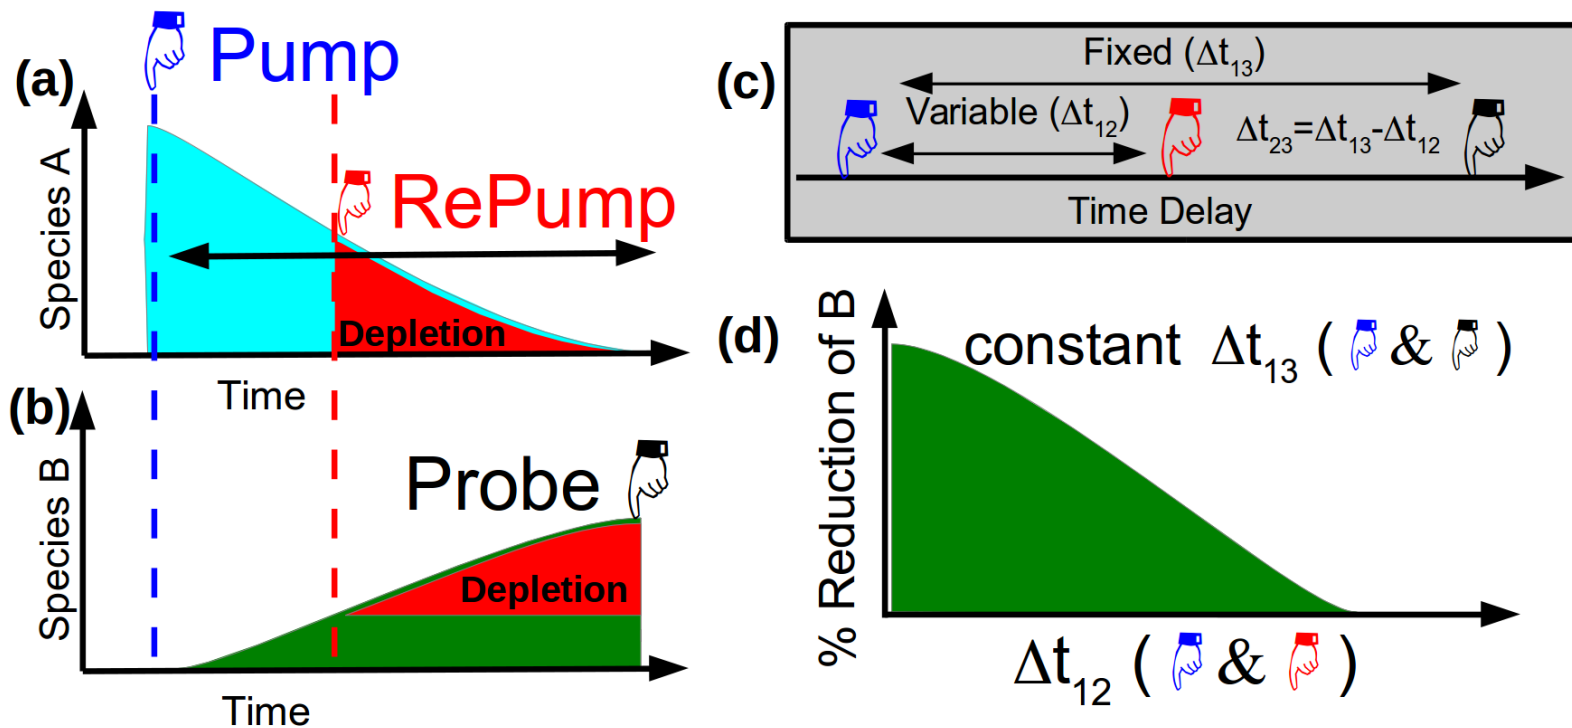 (a)
Pump
RePump
Species A
Depletion
Time
(b)
Species B
Probe
Depletion
Time
(c)
Fixed (Δt₁₃)
Variable (Δt₁₂)
Δt₂₃=Δt₁₃-Δt₁₂
Time Delay
(d)
% Reduction of B
constant Δt₁₃ ( & )
Δt₁₂ ( & )